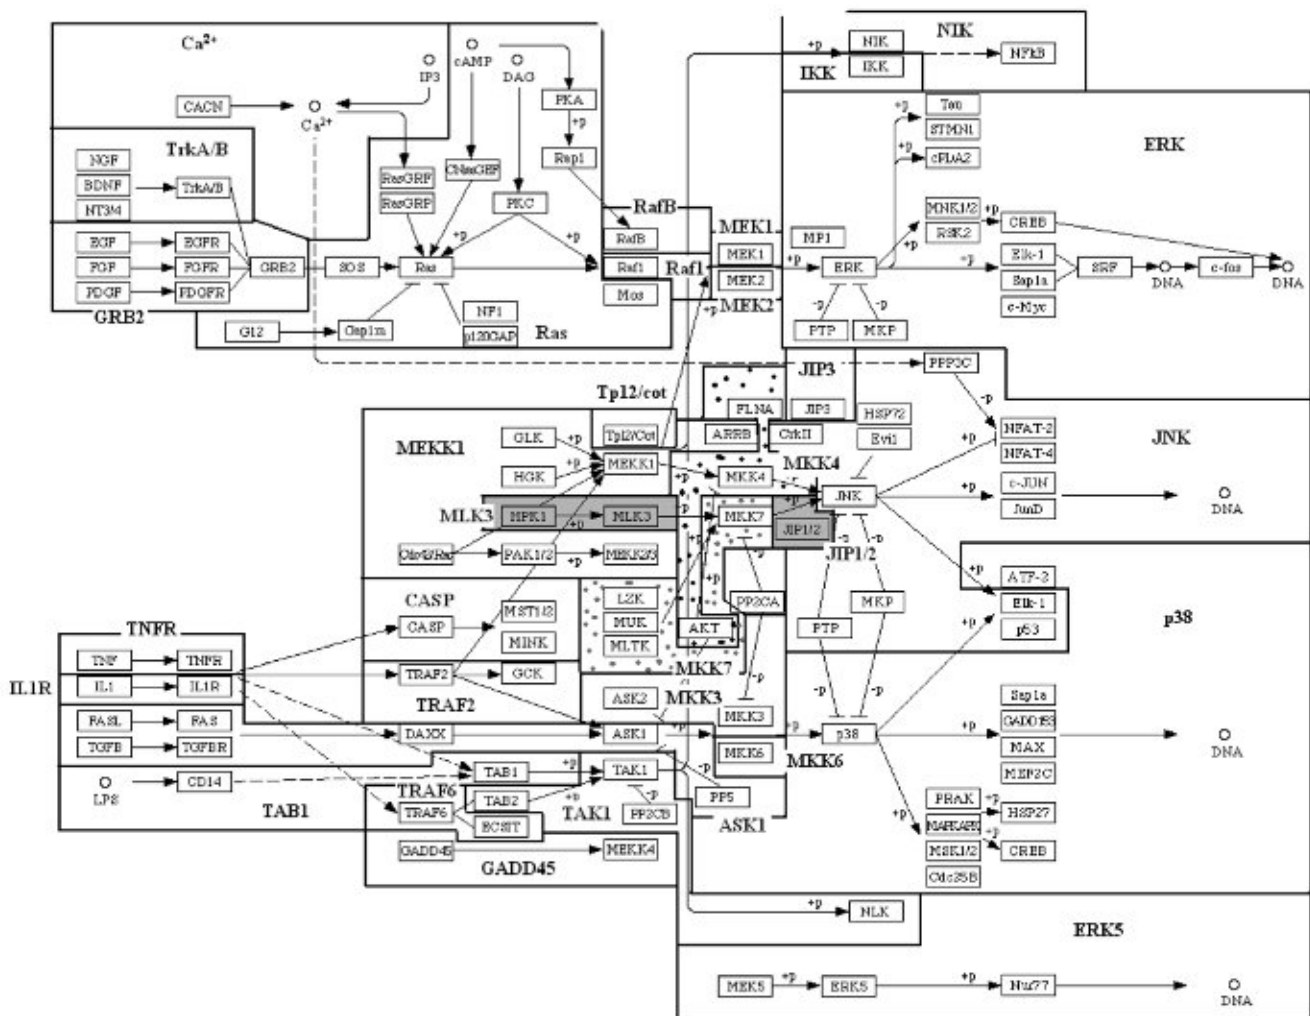 Ca²⁺
cAMP
IP3
DAG
CACN
Ca²⁺
PKA
+p
Rap1
TrkA/B
NGF
BDNF
NT3/4
TrkA/B
RasGRF
RasGRP
CNasGEF
PKC
RafB
RafB
EGF
EGFR
FGF
FGFR
PDGF
PDGFR
GRB2
SOS
Ras
+p
+p
Raf1
Raf1
Mos
GRB2
G12
Gap1m
NF1
p120GAP
Ras
NIK
+p
NIK
IKK
NFkB
IKK
MEK1
MEK1
MEK2
MEK2
+p
+p
MP1
ERK
-p
-p
PTP
MKP
+p
Tau
STMN1
+p
cPLA2
ERK
MNK1/2
RSK2
+p
CREB
+p
+p
Elk-1
Sap1a
c-Myc
SRF
DNA
c-fos
DNA
PPP3C
-p
Tpl2/cot
JIP3
FLNA
JIP3
HSP72
Evi1
ARRB
CrkII
MEKK1
GLK
+p
Tpl2/Cot
HGK
+p
MEKK1
MKK4
MKK4
+p
JNK
MLK3
MPK1
+p
MLK3
MKK7
+p
JIP1/2
JIP1/2
Cdc42/Rac
PAK1/2
+p
MEKK2/3
NFAT-2
NFAT-4
+p
c-JUN
JunD
+p
DNA
JNK
CASP
CASP
MST1/2
MINK
LZK
MUK
MLTK
AKT
MKK7
PP2CA
-p
-p
-p
PTP
MKP
-p
-p
+p
ATF-2
Elk-1
p53
+p
p38
TNFR
TNF
TNFR
IL1R
IL1
IL1R
TRAF2
GCK
TRAF2
ASK2
MKK3
MKK3
FASL
FAS
TGFB
TGFBR
DAXX
ASK1
+p
MKK6
+p
MKK6
p38
+p
Sap1a
GADD153
MAX
MEF2C
DNA
LPS
CD14
TAB1
TAB1
TRAF6
TRAF6
TAB2
ECSIT
TAK1
TAK1
-p
-p
PP2CB
PP5
ASK1
GADD45
MEKK4
GADD45
+p
PRAK
MAPKAPK
MSK1/2
Cdc25B
+p
HSP27
+p
CREB
+p
NLK
ERK5
MEK5
+p
ERK5
+p
Nur77
DNA